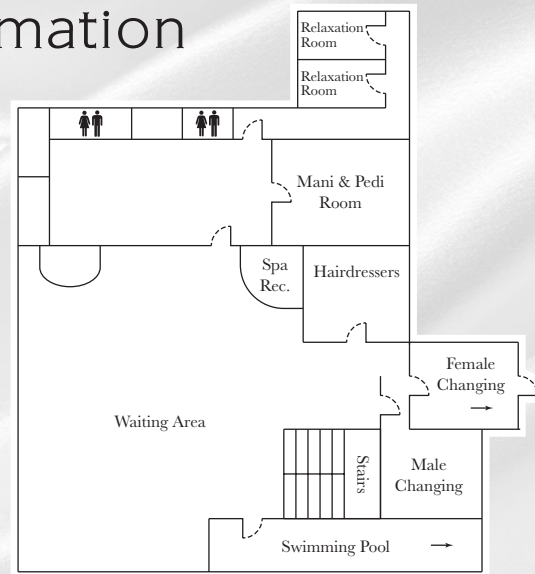 mation
Relaxation
Room
Relaxation
Room
Mani & Pedi
Room
Spa
Rec.
Hairdressers
Female
Changing
Waiting Area
Stairs
Male
Changing
Swimming Pool